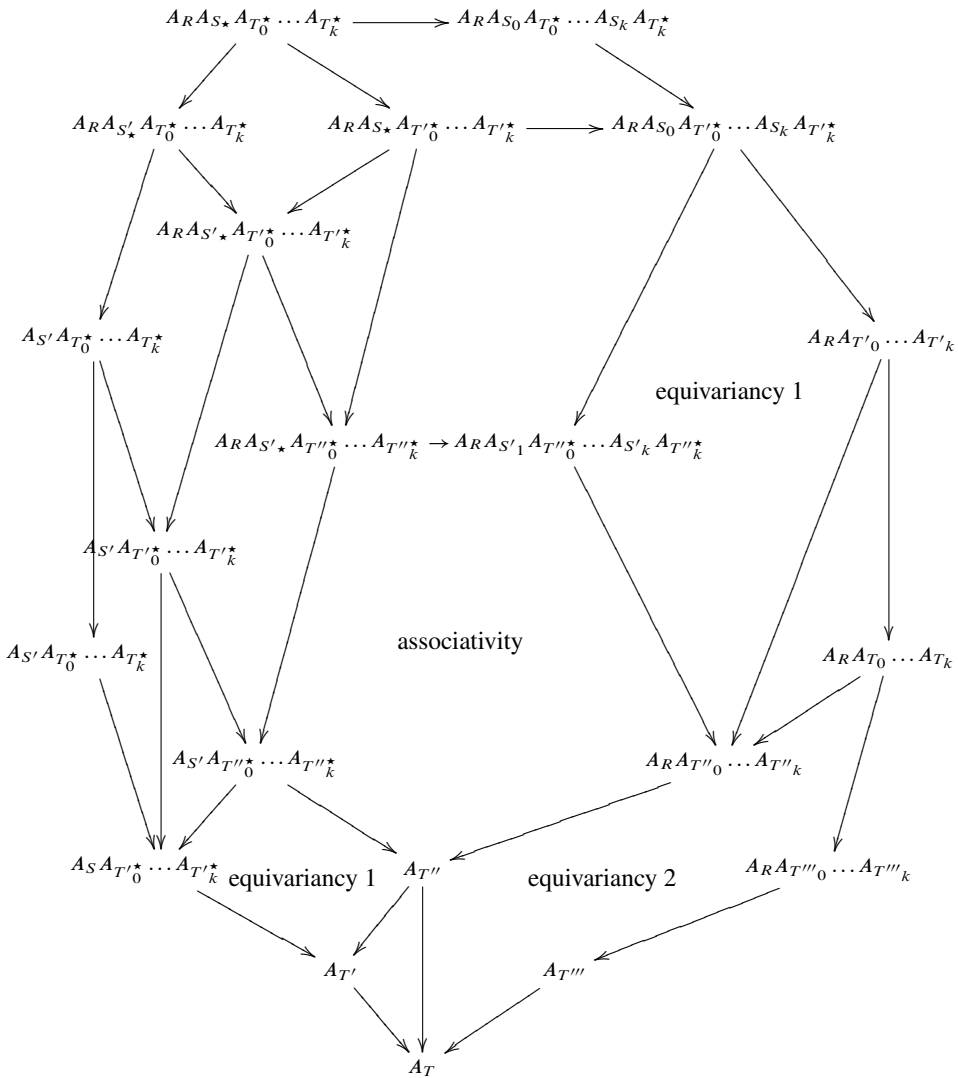 A_R A_{S_⋆} A_{T_0^⋆} … A_{T_k^⋆} → A_R A_{S_0} A_{T_0^⋆} … A_{S_k} A_{T_k^⋆}
A_R A_{S'_⋆} A_{T_0^⋆} … A_{T_k^⋆} A_R A_{S_⋆} A_{T'_0^⋆} … A_{T'_k^⋆} → A_R A_{S_0} A_{T'_0^⋆} … A_{S_k} A_{T'_k^⋆}
A_R A_{S'_⋆} A_{T'_0^⋆} … A_{T'_k^⋆}
A_{S'} A_{T_0^⋆} … A_{T_k^⋆} A_R A_{T'_0} … A_{T'_k}
equivariancy 1
A_R A_{S'_⋆} A_{T''_0^⋆} … A_{T''_k^⋆} → A_R A_{S'_1} A_{T''_0^⋆} … A_{S'_k} A_{T''_k^⋆}
A_{S'} A_{T'_0^⋆} … A_{T'_k^⋆}
associativity
A_{S'} A_{T_0^⋆} … A_{T_k^⋆} A_R A_{T_0} … A_{T_k}
A_{S'} A_{T''_0^⋆} … A_{T''_k^⋆} A_R A_{T''_0} … A_{T''_k}
A_S A_{T'_0^⋆} … A_{T'_k^⋆} equivariancy 1 A_{T''} equivariancy 2 A_R A_{T'''_0} … A_{T'''_k}
A_{T'} A_{T'''}
A_T